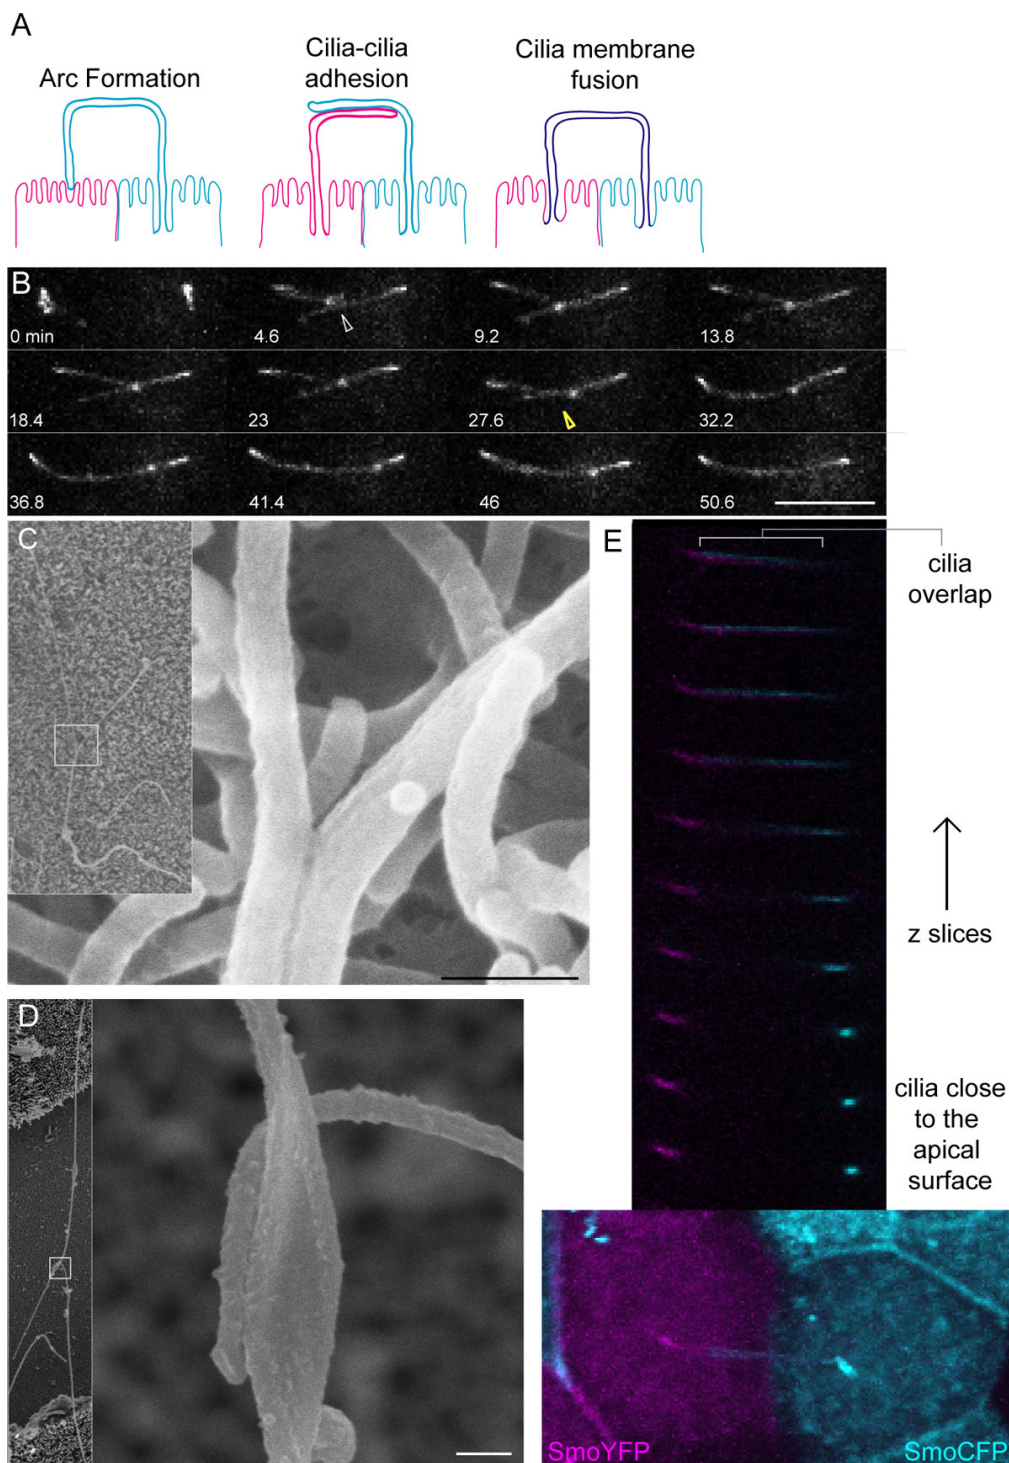 A
Arc Formation
Cilia-cilia
adhesion
Cilia membrane
fusion
B
0 min
4.6
9.2
13.8
18.4
23
27.6
32.2
36.8
41.4
46
50.6
C
E
cilia
overlap
z slices
cilia close
to the
apical
surface
D
SmoYFP
SmoCFP